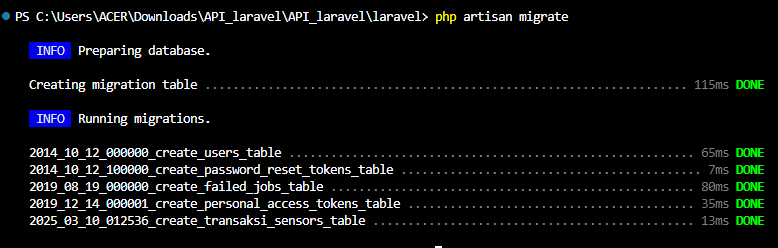 PS C:\Users\ACER\Downloads\API_laravel\API_laravel\laravel> php artisan migrate
INFO Preparing database.
Creating migration table ........................................................................ 115ms DONE
INFO Running migrations.
2014_10_12_000000_create_users_table ............................................................ 65ms DONE
2014_10_12_100000_create_password_reset_tokens_table ............................................ 7ms DONE
2019_08_19_000000_create_failed_jobs_table ...................................................... 80ms DONE
2019_12_14_000001_create_personal_access_tokens_table ........................................... 35ms DONE
2025_03_10_012536_create_transaksi_sensors_table ................................................ 13ms DONE